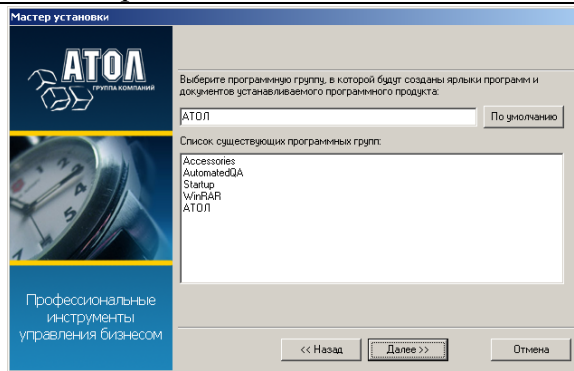 Мастер установки
АТОЛ
ГРУППА КОМПАНИЙ
Выберите программную группу, в которой будут созданы ярлыки программ и
документов устанавливаемого программного продукта:
АТОЛ
По умолчанию
Список существующих программных групп:
Accessories
AutomatedQA
Startup
WinRAR
АТОЛ
Профессиональные
инструменты
управления бизнесом
<< Назад
Далее >>
Отмена